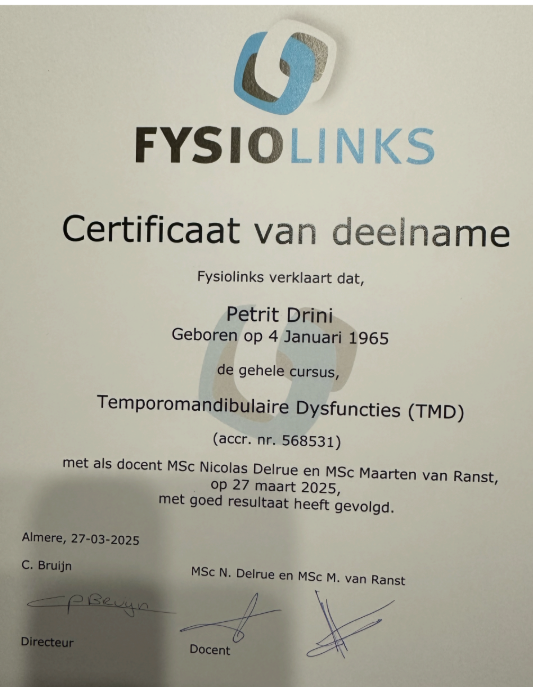 FYSIOLINKS
Certificaat van deelname
Fysiolinks verklaart dat,
Petrit Drini
Geboren op 4 Januari 1965
de gehele cursus,
Temporomandibulaire Dysfuncties (TMD)
(accr. nr. 568531)
met als docent MSc Nicolas Delrue en MSc Maarten van Ranst,
op 27 maart 2025,
met goed resultaat heeft gevolgd.
Almere, 27-03-2025
C. Bruijn
MSc N. Delrue en MSc M. van Ranst
Directeur
Docent